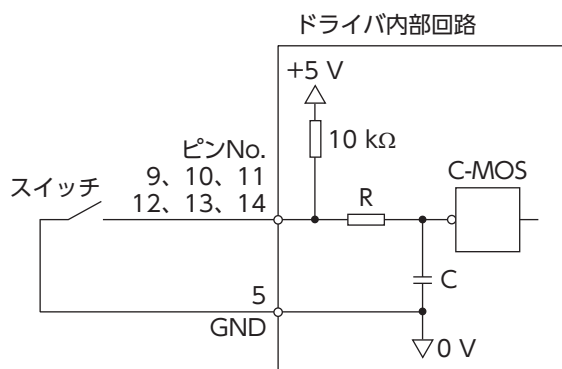 ドライバ内部回路
+5 V
10 kΩ
ピンNo.
9、10、11
12、13、14
スイッチ
R
C-MOS
C
5
GND
0 V